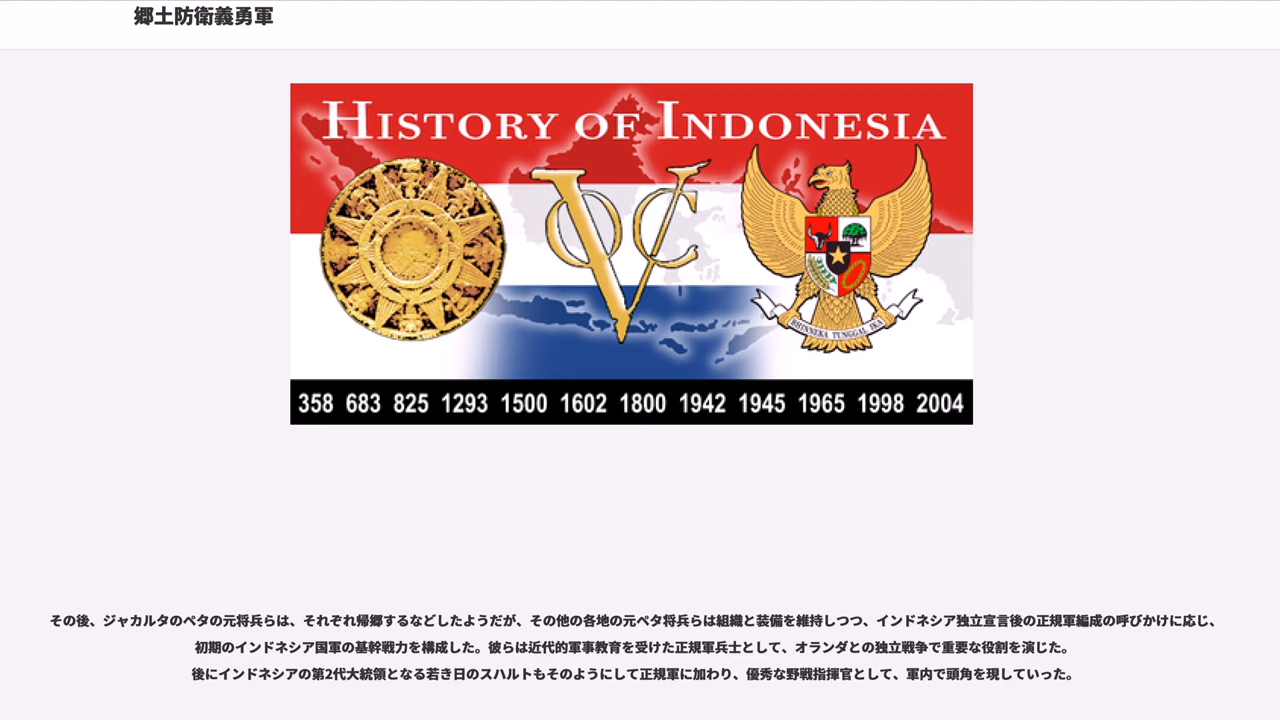 郷土防衛義勇軍
HISTORY OF INDONESIA
VOC
BHINNEKA TUNGGAL IKA
358 683 825 1293 1500 1602 1800 1942 1945 1965 1998 2004
その後、ジャカルタのペタの元将兵らは、それぞれ帰郷するなどしたようだが、その他の各地の元ペタ将兵らは組織と装備を維持しつつ、インドネシア独立宣言後の正規軍編成の呼びかけに応じ、
初期のインドネシア国軍の基幹戦力を構成した。彼らは近代的軍事教育を受けた正規軍兵士として、オランダとの独立戦争で重要な役割を演じた。
後にインドネシアの第2代大統領となる若き日のスハルトもそのようにして正規軍に加わり、優秀な野戦指揮官として、軍内で頭角を現していった。